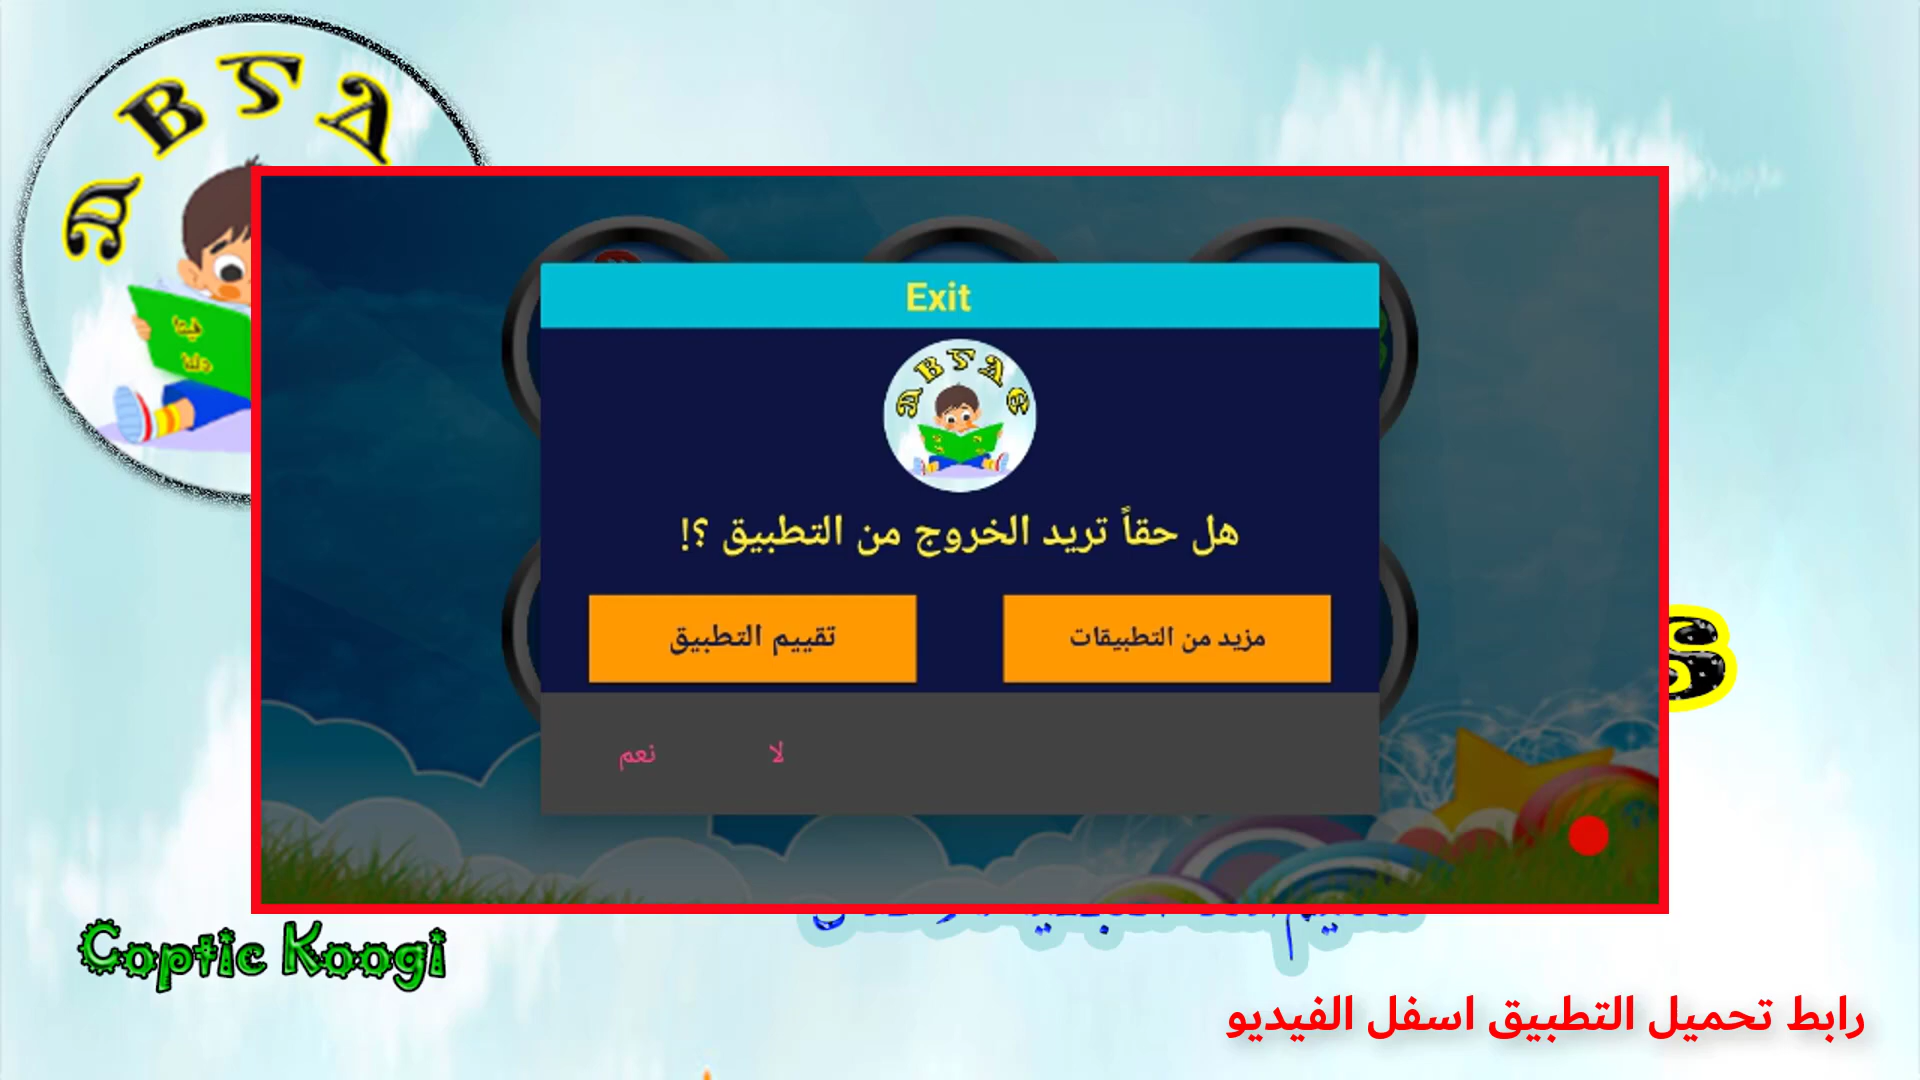 Exit
هل حقاً تريد الخروج من التطبيق ؟!
مزيد من التطبيقات
تقييم التطبيق
لا
نعم
Coptic Koogi
رابط تحميل التطبيق اسفل الفيديو